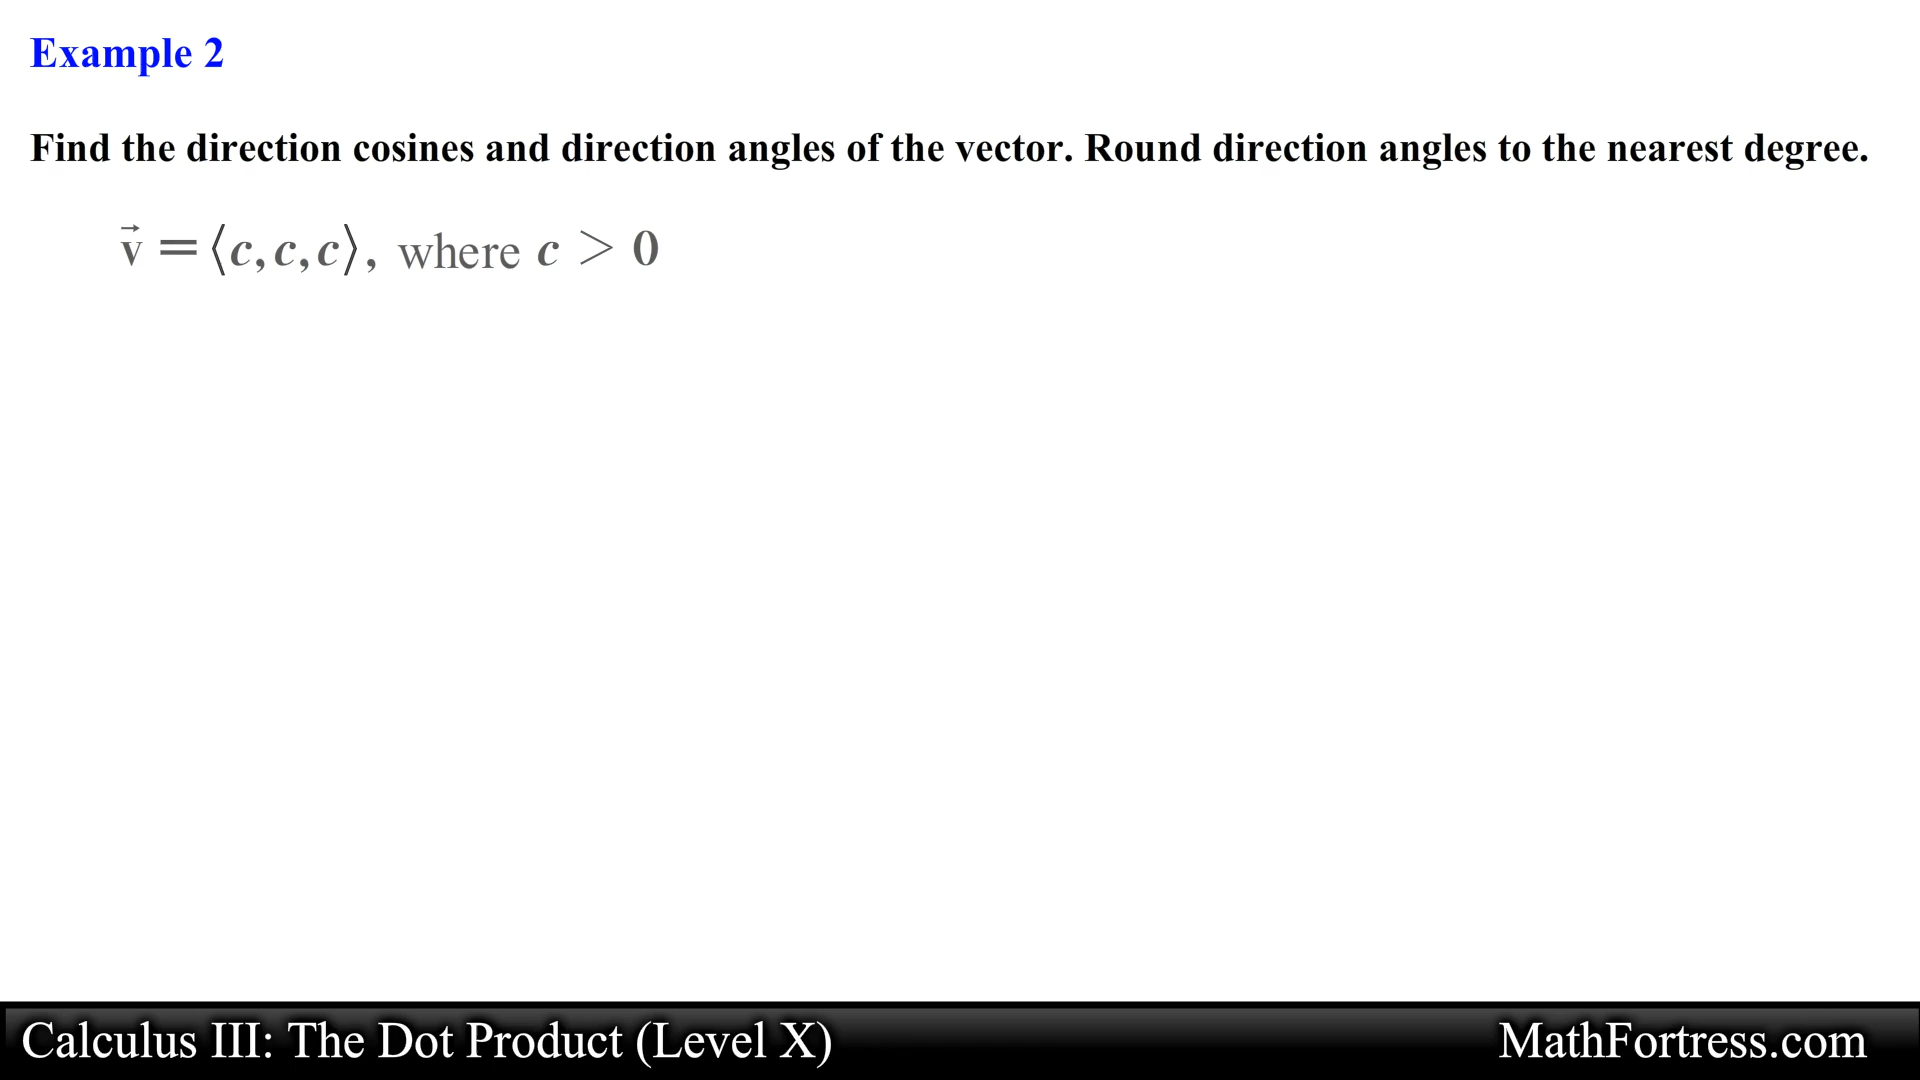 Example 2
Find the direction cosines and direction angles of the vector. Round direction angles to the nearest degree.
v⃗ = ⟨c, c, c⟩, where c > 0
Calculus III: The Dot Product (Level X)
MathFortress.com